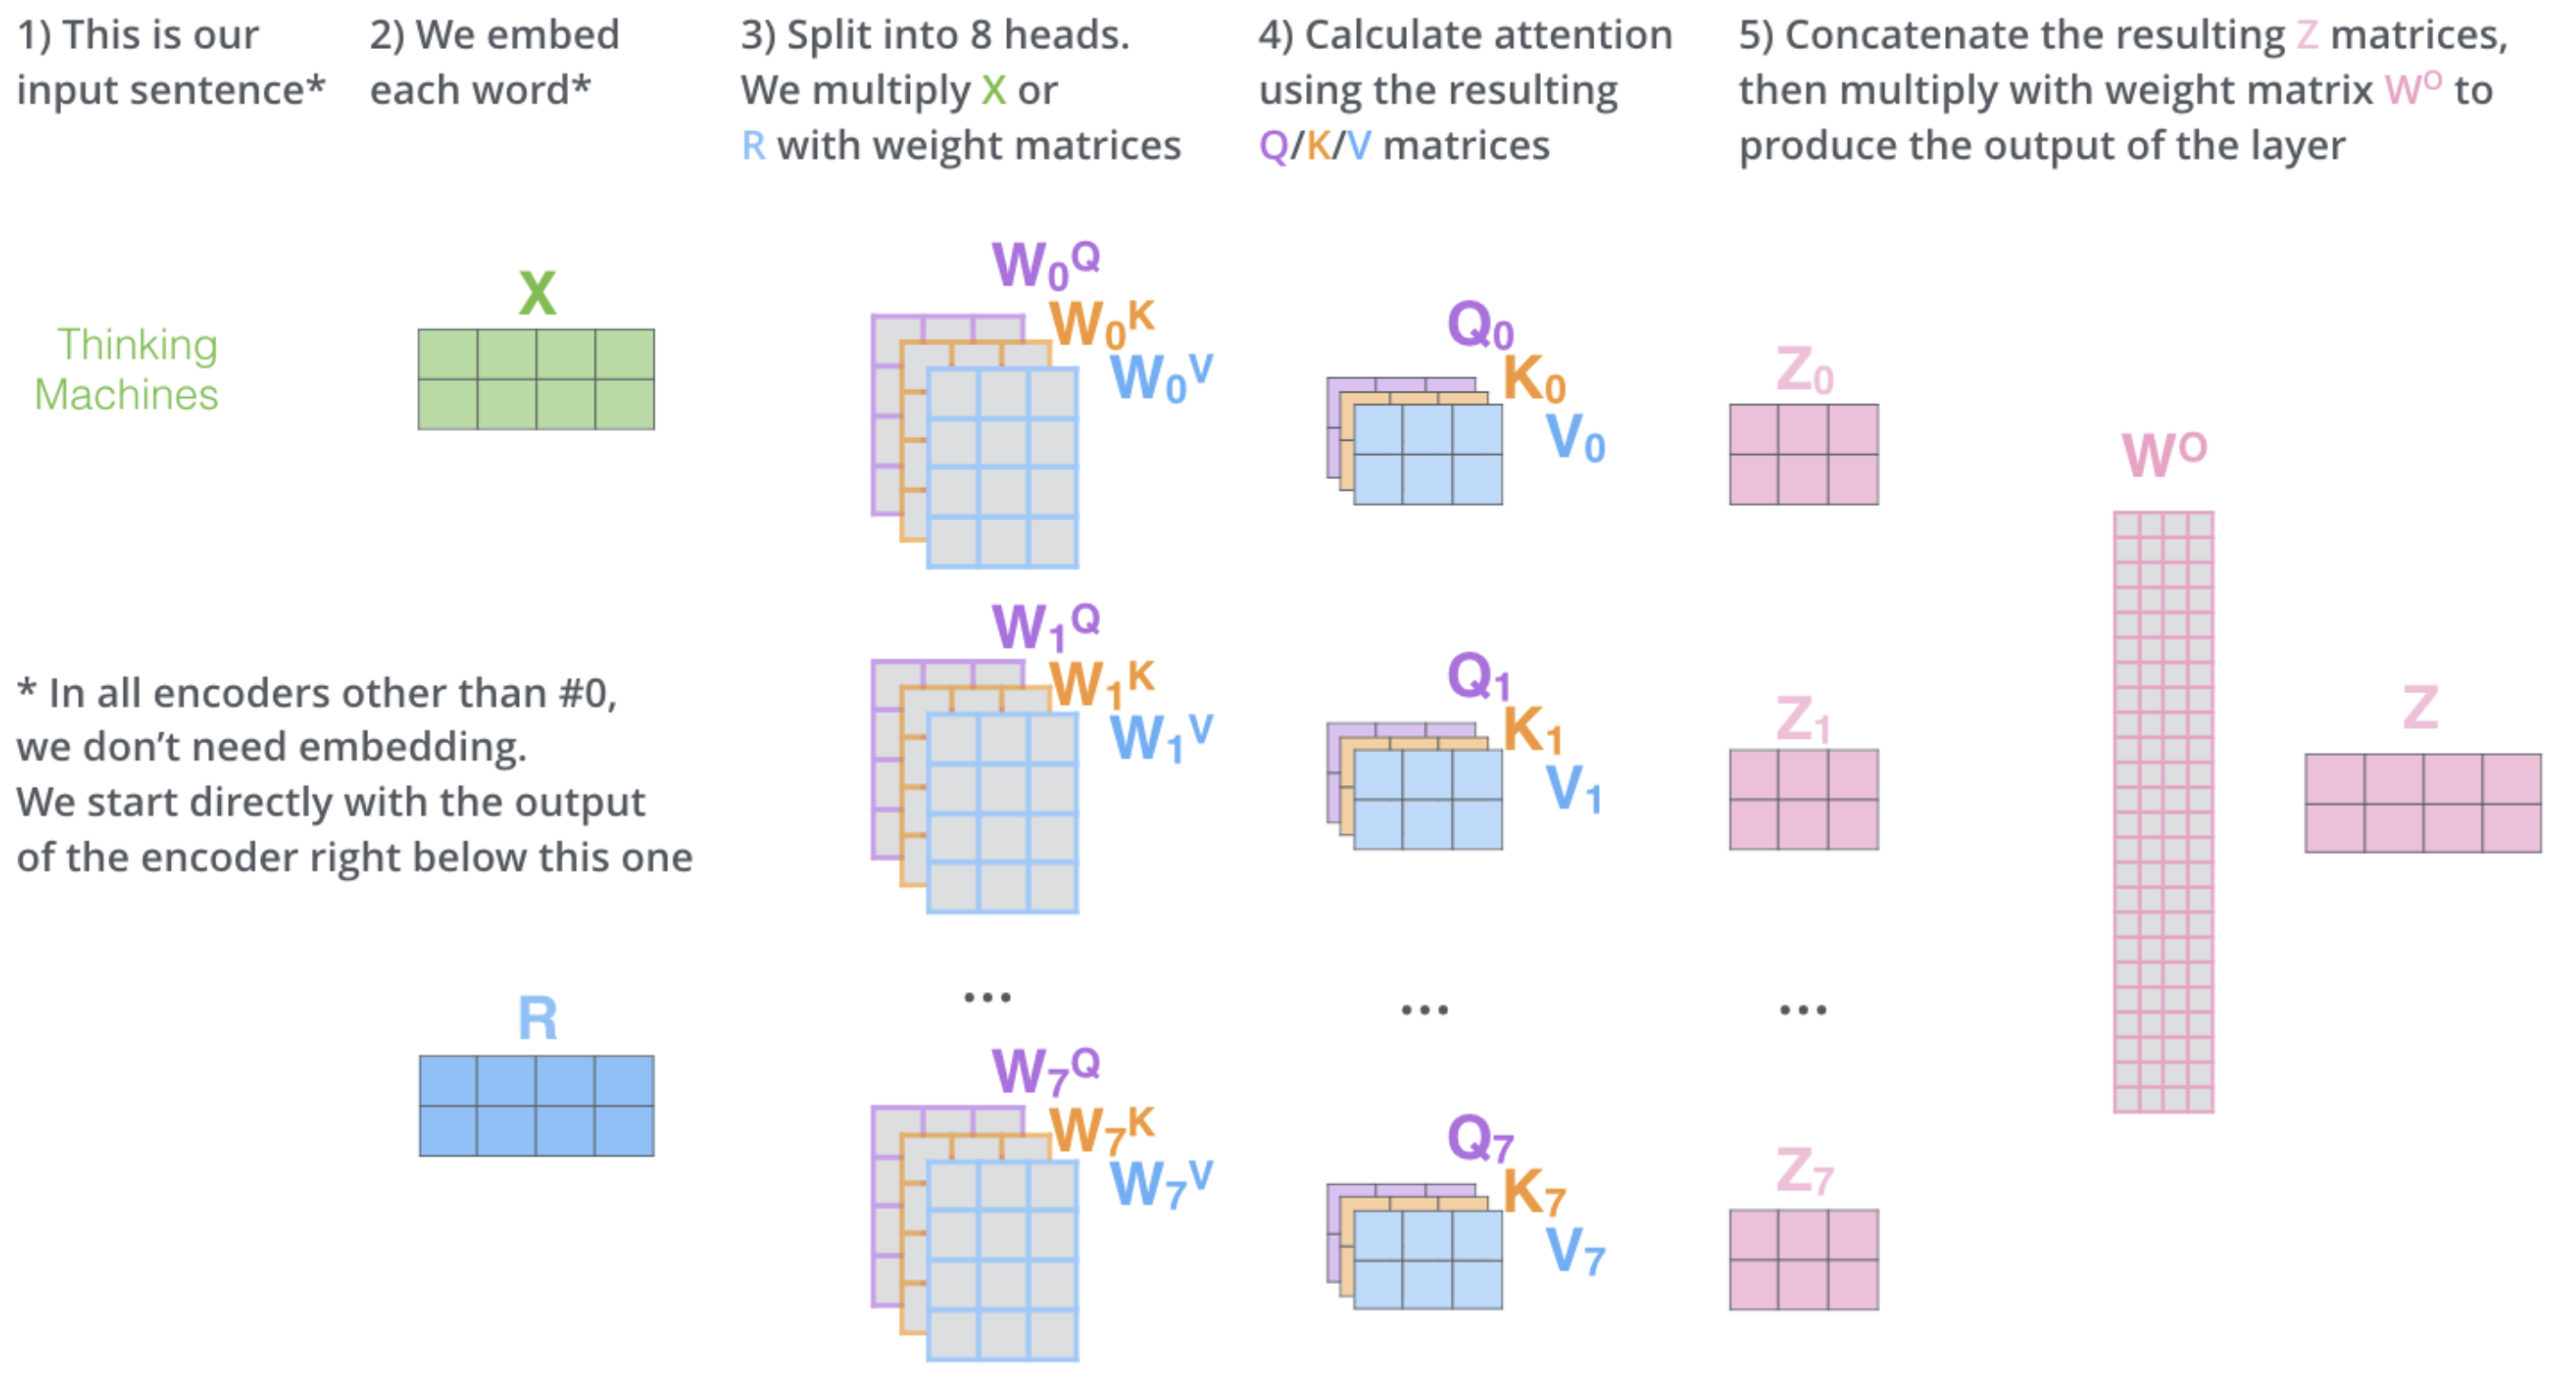 1) This is our
input sentence*
2) We embed
each word*
3) Split into 8 heads.
We multiply X or
R with weight matrices
4) Calculate attention
using the resulting
Q/K/V matrices
5) Concatenate the resulting Z matrices,
then multiply with weight matrix Wᴼ to
produce the output of the layer
Thinking
Machines
X
W₀Q
W₀K
W₀V
Q₀
K₀
V₀
Z₀
Wᴼ
* In all encoders other than #0,
we don’t need embedding.
We start directly with the output
of the encoder right below this one
W₁Q
W₁K
W₁V
Q₁
K₁
V₁
Z₁
Z
R
...
...
...
W₇Q
W₇K
W₇V
Q₇
K₇
V₇
Z₇